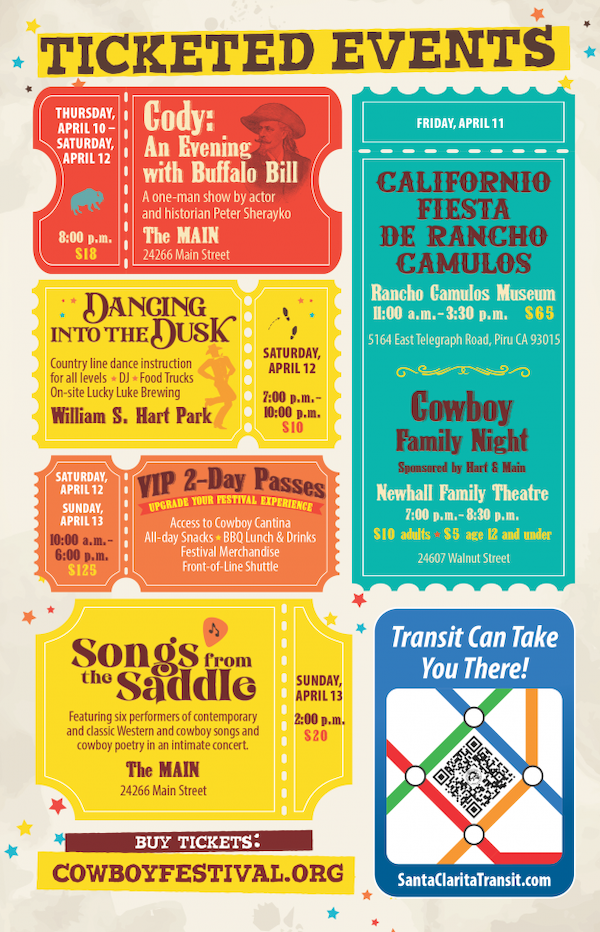 TICKETED EVENTS
THURSDAY,
APRIL 10 –
SATURDAY,
APRIL 12
8:00 p.m.
$18
Cody:
An Evening
with Buffalo Bill
A one-man show by actor
and historian Peter Sherayko
The MAIN
24266 Main Street
DANCING
INTO THE DUSK
Country line dance instruction
for all levels ★ DJ ★ Food Trucks
On-site Lucky Luke Brewing
William S. Hart Park
SATURDAY,
APRIL 12
7:00 p.m.–
10:00 p.m.
$10
SATURDAY,
APRIL 12
SUNDAY,
APRIL 13
10:00 a.m.–
6:00 p.m.
$125
VIP 2-Day Passes
UPGRADE YOUR FESTIVAL EXPERIENCE
Access to Cowboy Cantina
All-day Snacks ★ BBQ Lunch & Drinks
Festival Merchandise
Front-of-Line Shuttle
Songs from
the Saddle
Featuring six performers of contemporary
and classic Western and cowboy songs and
cowboy poetry in an intimate concert.
The MAIN
24266 Main Street
SUNDAY,
APRIL 13
2:00 p.m.
$20
BUY TICKETS:
COWBOYFESTIVAL.ORG
FRIDAY, APRIL 11
CALIFORNIO
FIESTA
DE RANCHO
CAMULOS
Rancho Camulos Museum
11:00 a.m.–3:30 p.m. $65
5164 East Telegraph Road, Piru CA 93015
Cowboy
Family Night
Sponsored by Hart & Main
Newhall Family Theatre
7:00 p.m.–8:30 p.m.
$10 adults ★ $5 age 12 and under
24607 Walnut Street
Transit Can Take
You There!
SantaClaritaTransit.com